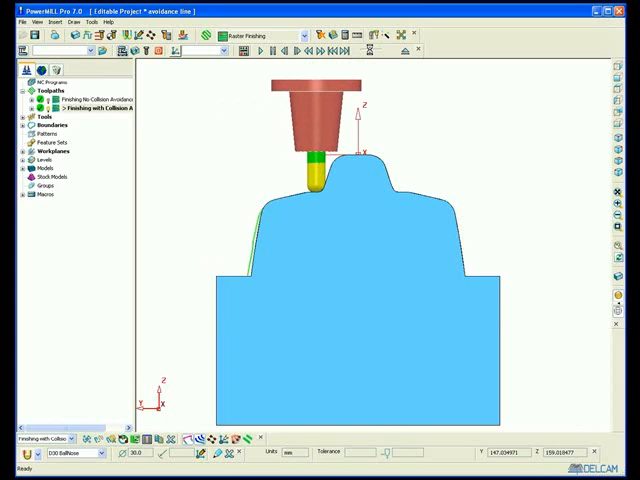 PowerMILL Pro 7.0 [ Editable Project * avoidance line ]
File View Insert Draw Tools Help
Raster Finishing
NC Programs
Toolpaths
Finishing No Collision Avoidanc
> Finishing with Collision A
Tools
Boundaries
Patterns
Feature Sets
Workplanes
Levels
Models
Stock Models
Groups
Macros
Z
X
Z
Y
X
Finishing with Collisio
D30 BallNose
30.0
Units
mm
Tolerance
Y
147.034971
Z
159.018477
Ready
DELCAM